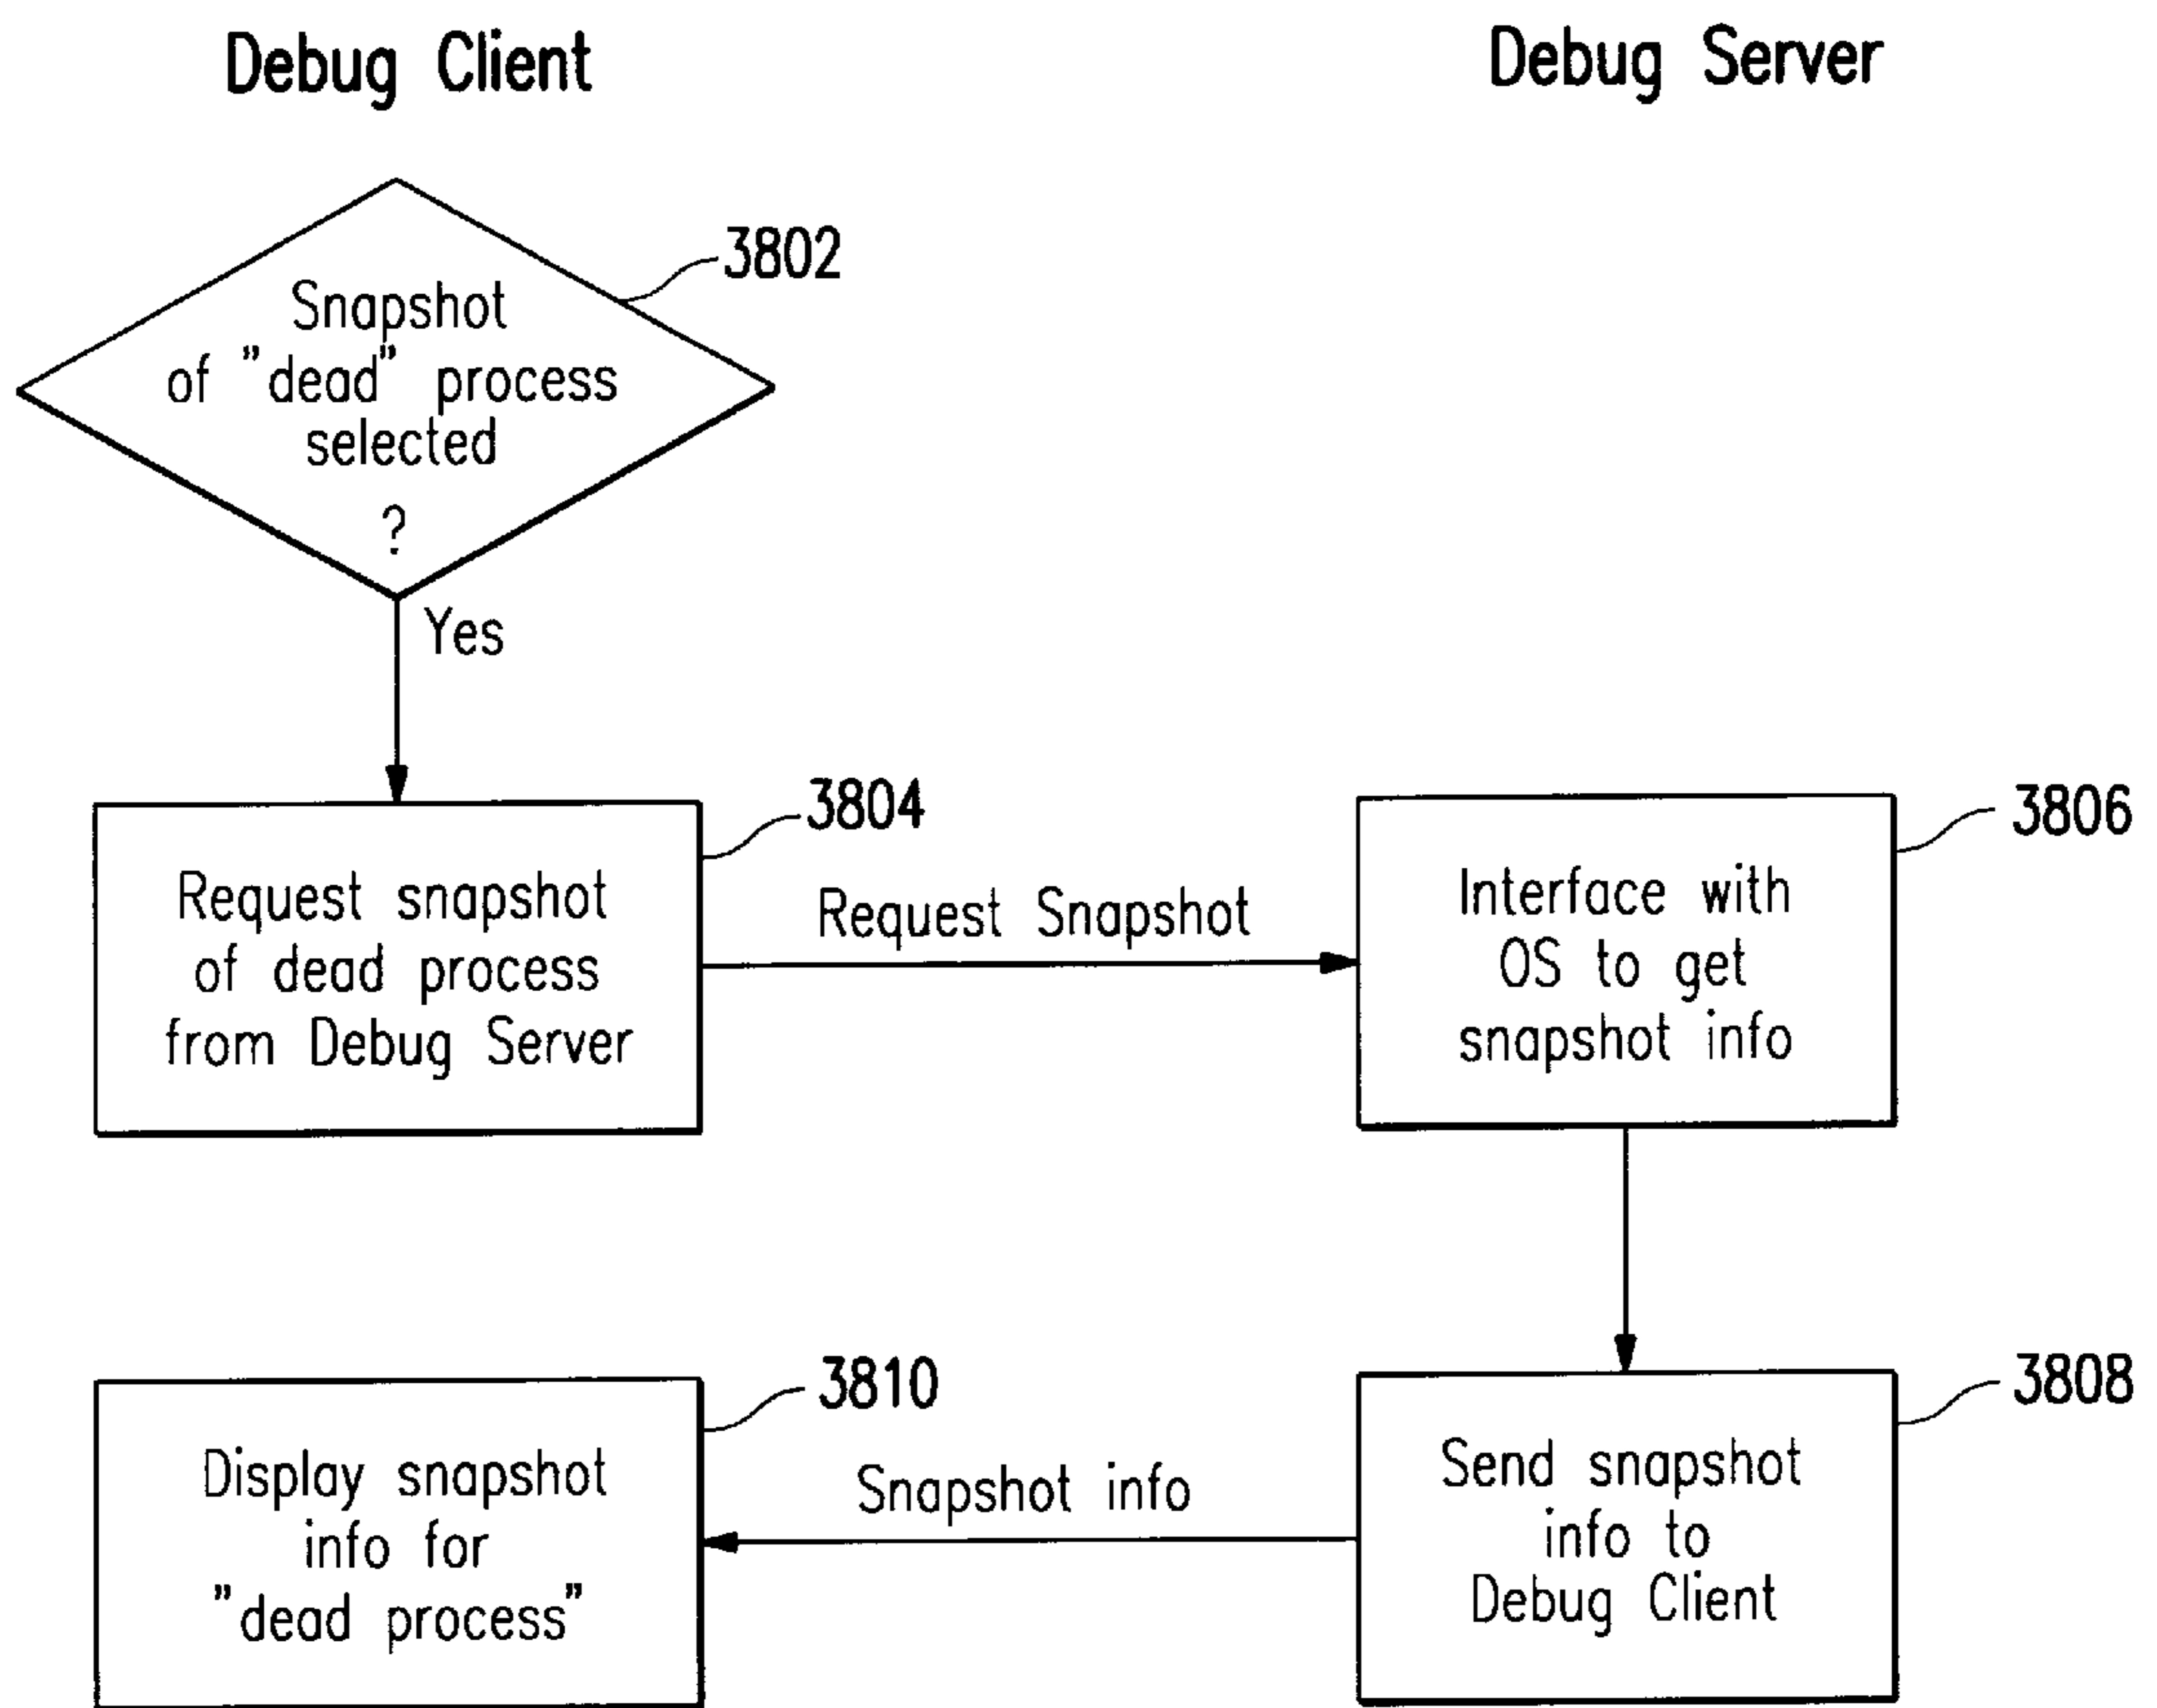 Debug Client
Debug Server
3802
Snapshot
of "dead" process
selected
?
Yes
3804
Request snapshot
of dead process
from Debug Server
Request Snapshot
3806
Interface with
OS to get
snapshot info
3810
Display snapshot
info for
"dead process"
Snapshot info
3808
Send snapshot
info to
Debug Client